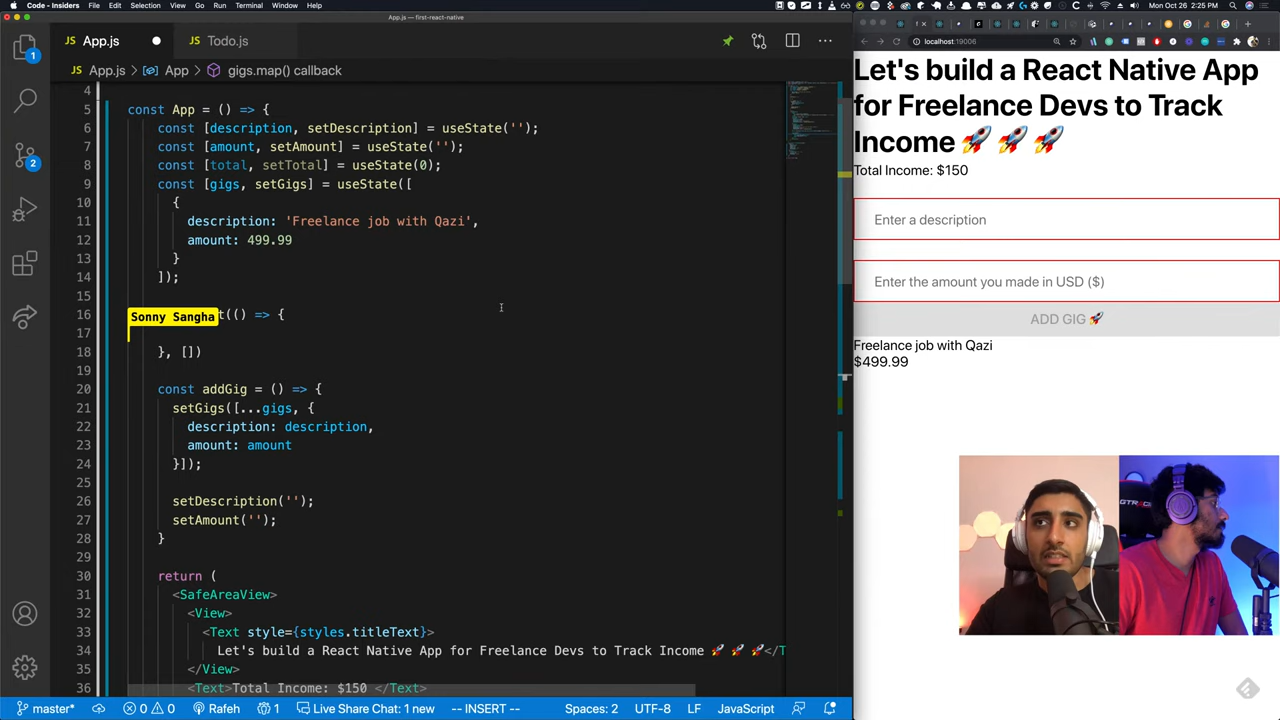 Code - Insiders File Edit Selection View Go Run Terminal Window Help
Mon Oct 26 2:25 PM
App.js — first-react-native
App.js
Todo.js
App.js > App > gigs.map() callback
4
5 const App = () => {
6 const [description, setDescription] = useState('');
7 const [amount, setAmount] = useState('');
8 const [total, setTotal] = useState(0);
9 const [gigs, setGigs] = useState([
10 {
11 description: 'Freelance job with Qazi',
12 amount: 499.99
13 }
14 ]);
15
16 Sonny Sangha t(() => {
17
18 }, [])
19
20 const addGig = () => {
21 setGigs([...gigs, {
22 description: description,
23 amount: amount
24 }]);
25
26 setDescription('');
27 setAmount('');
28 }
29
30 return (
31 <SafeAreaView>
32 <View>
33 <Text style={styles.titleText}>
34 Let's build a React Native App for Freelance Devs to Track Income 🚀 🚀 🚀</T
35 </View>
36 <Text>Total Income: $150 </Text>
master* 0 0 Rafeh 1 Live Share Chat: 1 new -- INSERT -- Spaces: 2 UTF-8 LF JavaScript
1
2
localhost:19006
Let's build a React Native App
for Freelance Devs to Track
Income 🚀 🚀 🚀
Total Income: $150
Enter a description
Enter the amount you made in USD ($)
ADD GIG 🚀
Freelance job with Qazi
$499.99